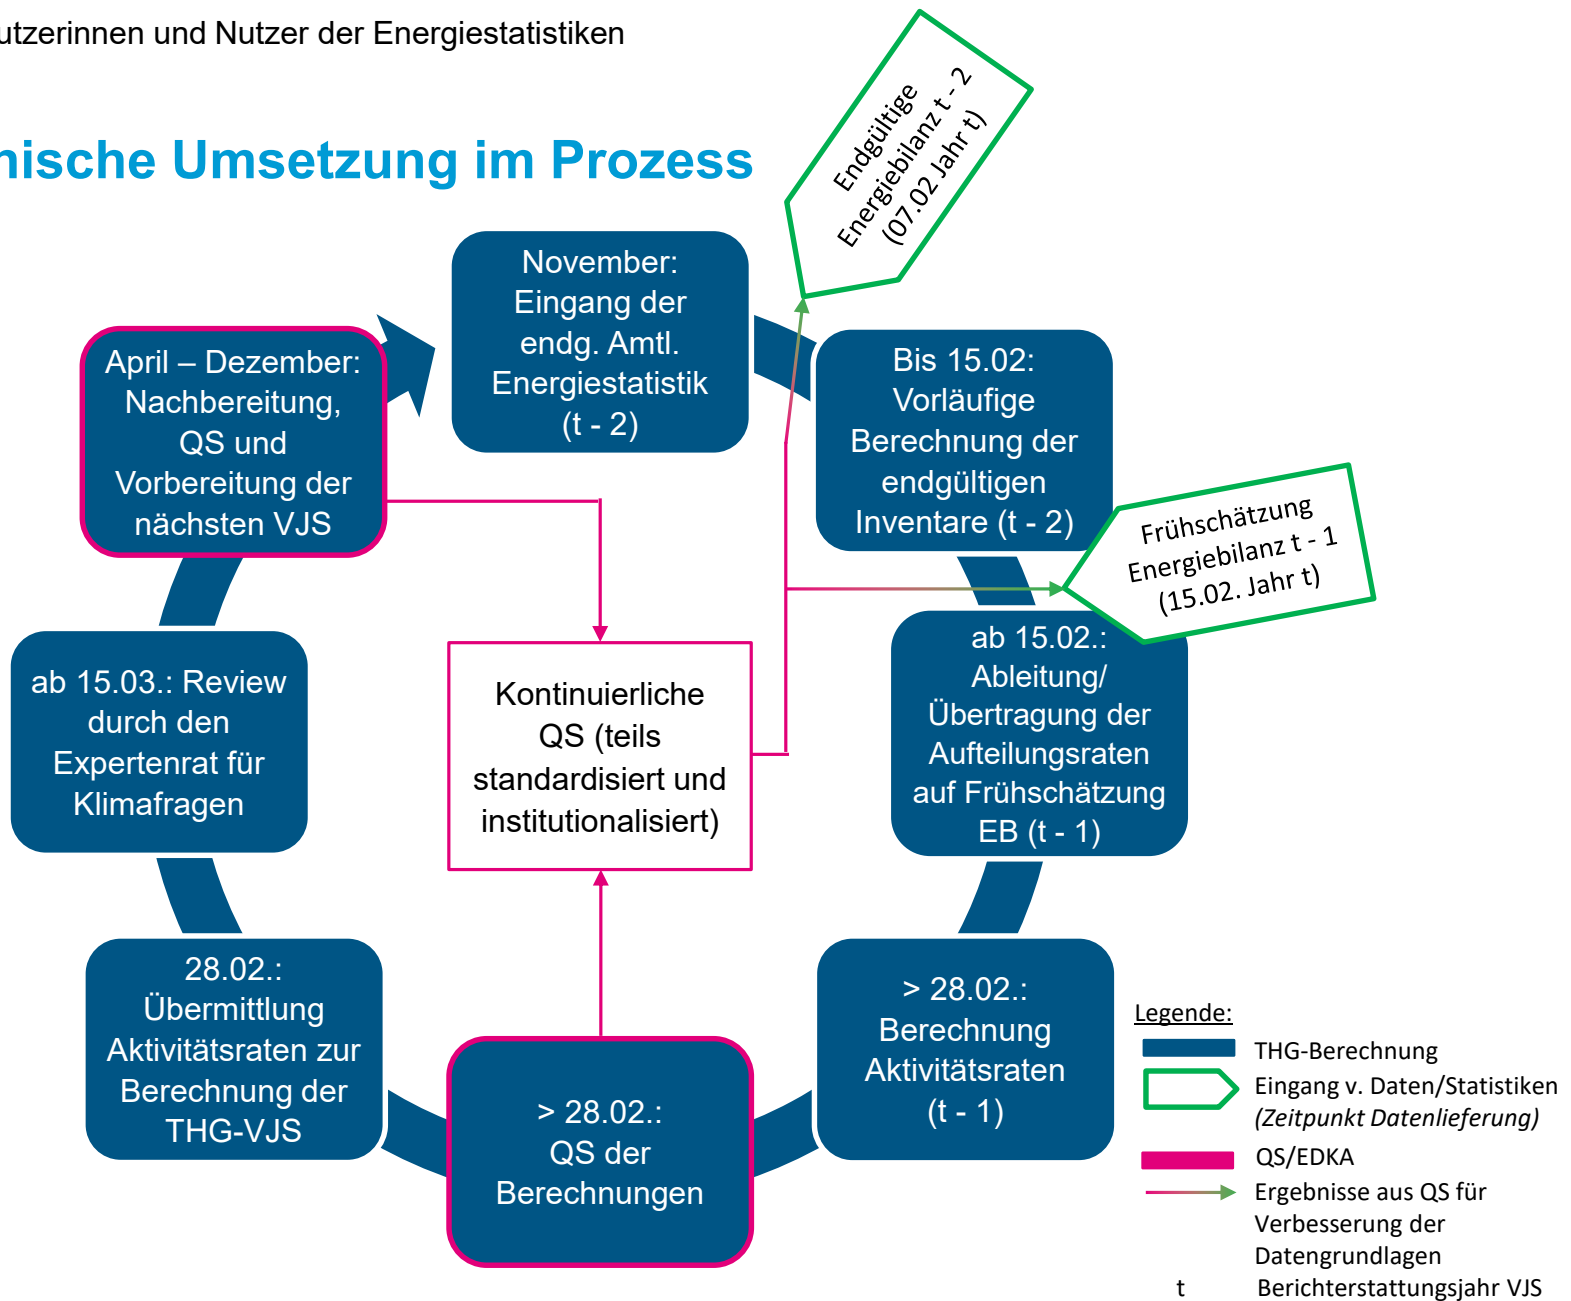 utzerinnen und Nutzer der Energiestatistiken
nische Umsetzung im Prozess
Endgültige
Energiebilanz t - 2
(07.02 Jahr t)
November:
Eingang der
endg. Amtl.
Energiestatistik
(t - 2)
Bis 15.02:
Vorläufige
Berechnung der
endgültigen
Inventare (t - 2)
Frühschätzung
Energiebilanz t - 1
(15.02. Jahr t)
ab 15.02.:
Ableitung/
Übertragung der
Aufteilungsraten
auf Frühschätzung
EB (t - 1)
> 28.02.:
Berechnung
Aktivitätsraten
(t - 1)
> 28.02.:
QS der
Berechnungen
28.02.:
Übermittlung
Aktivitätsraten zur
Berechnung der
THG-VJS
ab 15.03.: Review
durch den
Expertenrat für
Klimafragen
April – Dezember:
Nachbereitung,
QS und
Vorbereitung der
nächsten VJS
Kontinuierliche
QS (teils
standardisiert und
institutionalisiert)
Legende:
THG-Berechnung
Eingang v. Daten/Statistiken
(Zeitpunkt Datenlieferung)
QS/EDKA
Ergebnisse aus QS für
Verbesserung der
Datengrundlagen
t Berichterstattungsjahr VJS